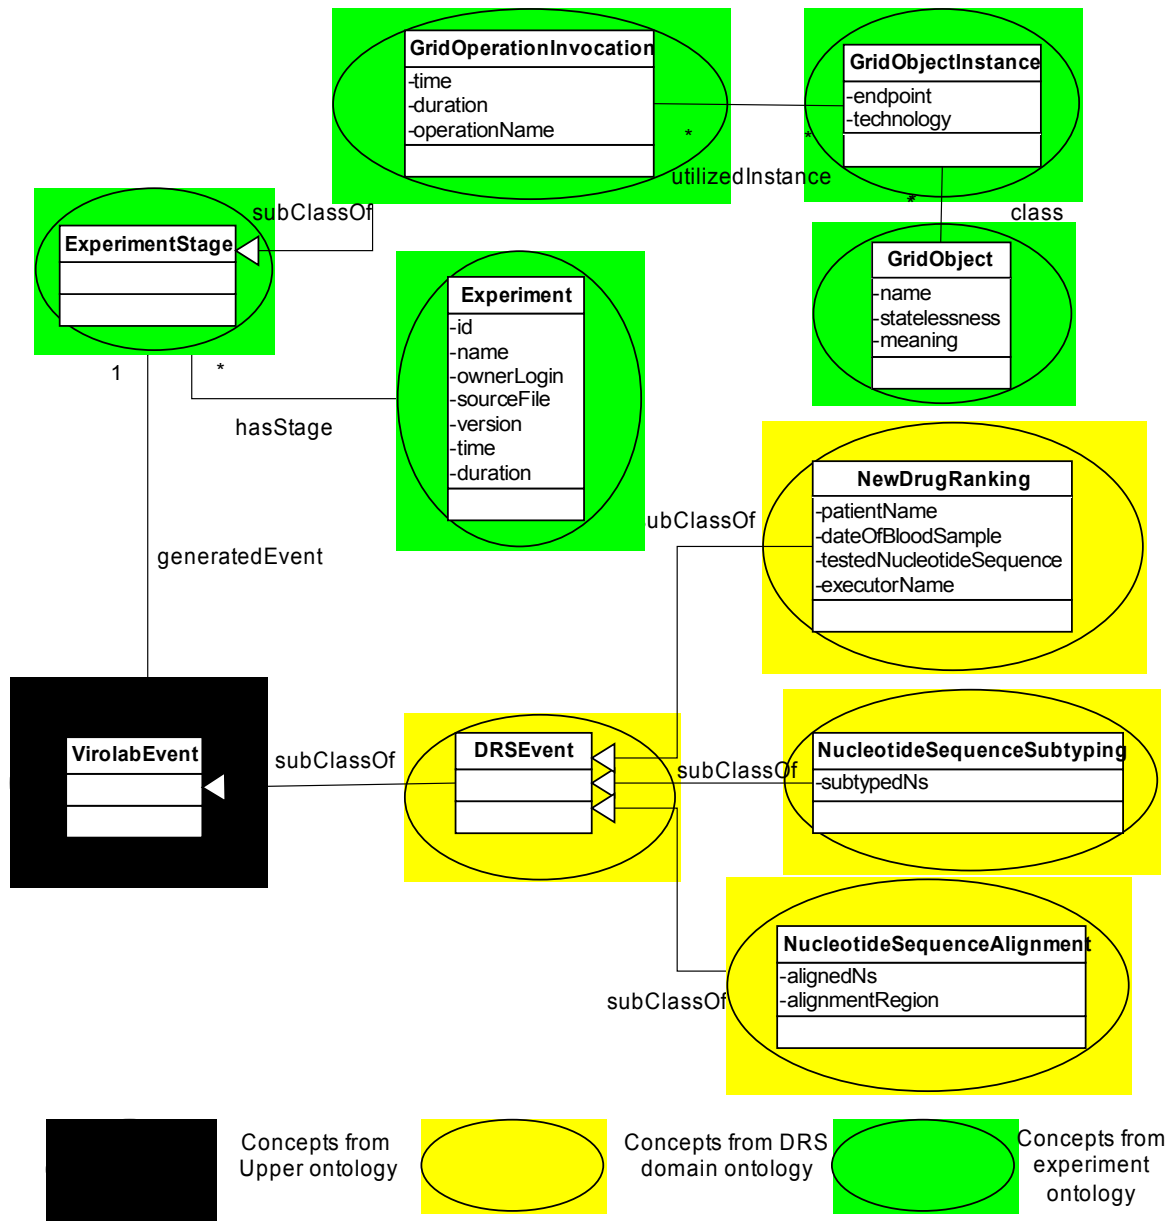 GridOperationInvocation
-time
-duration
-operationName
GridObjectInstance
-endpoint
-technology
*
*
utilizedInstance
*
class
subClassOf
ExperimentStage
GridObject
-name
-statelessness
-meaning
Experiment
-id
-name
-ownerLogin
-sourceFile
-version
-time
-duration
1
*
hasStage
generatedEvent
NewDrugRanking
-patientName
-dateOfBloodSample
-testedNucleotideSequence
-executorName
ubClassOf
VirolabEvent
subClassOf
DRSEvent
subClassOf
NucleotideSequenceSubtyping
-subtypedNs
NucleotideSequenceAlignment
-alignedNs
-alignmentRegion
subClassOf
Concepts from
Upper ontology
Concepts from DRS
domain ontology
Concepts from
experiment
ontology